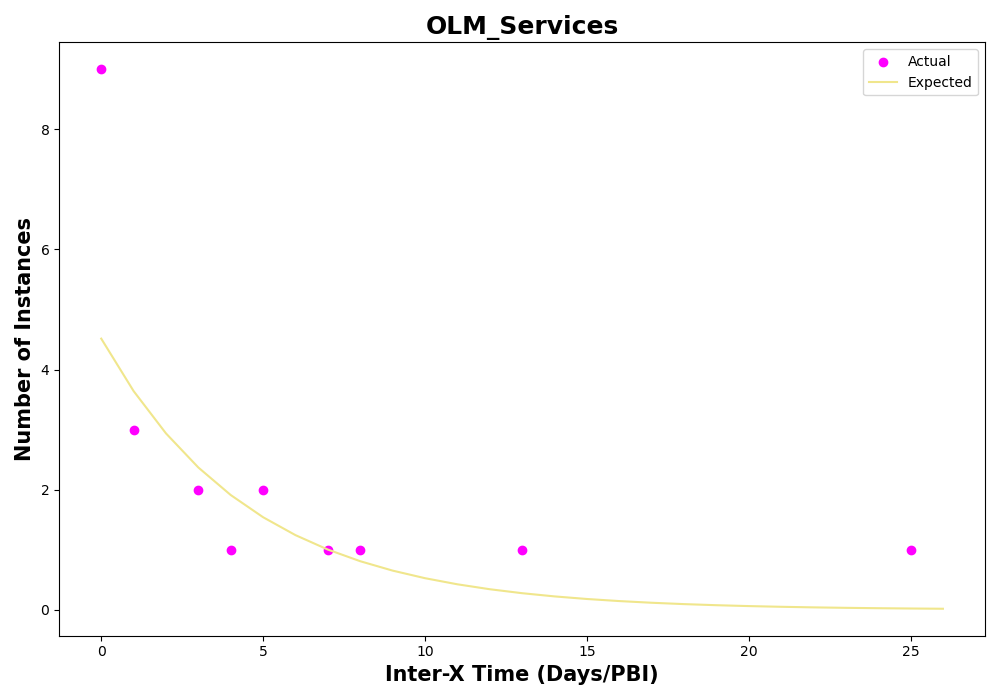 OLM_Services
Actual
Expected
Number of Instances
8
6
4
2
0
0 5 10 15 20 25
Inter-X Time (Days/PBI)